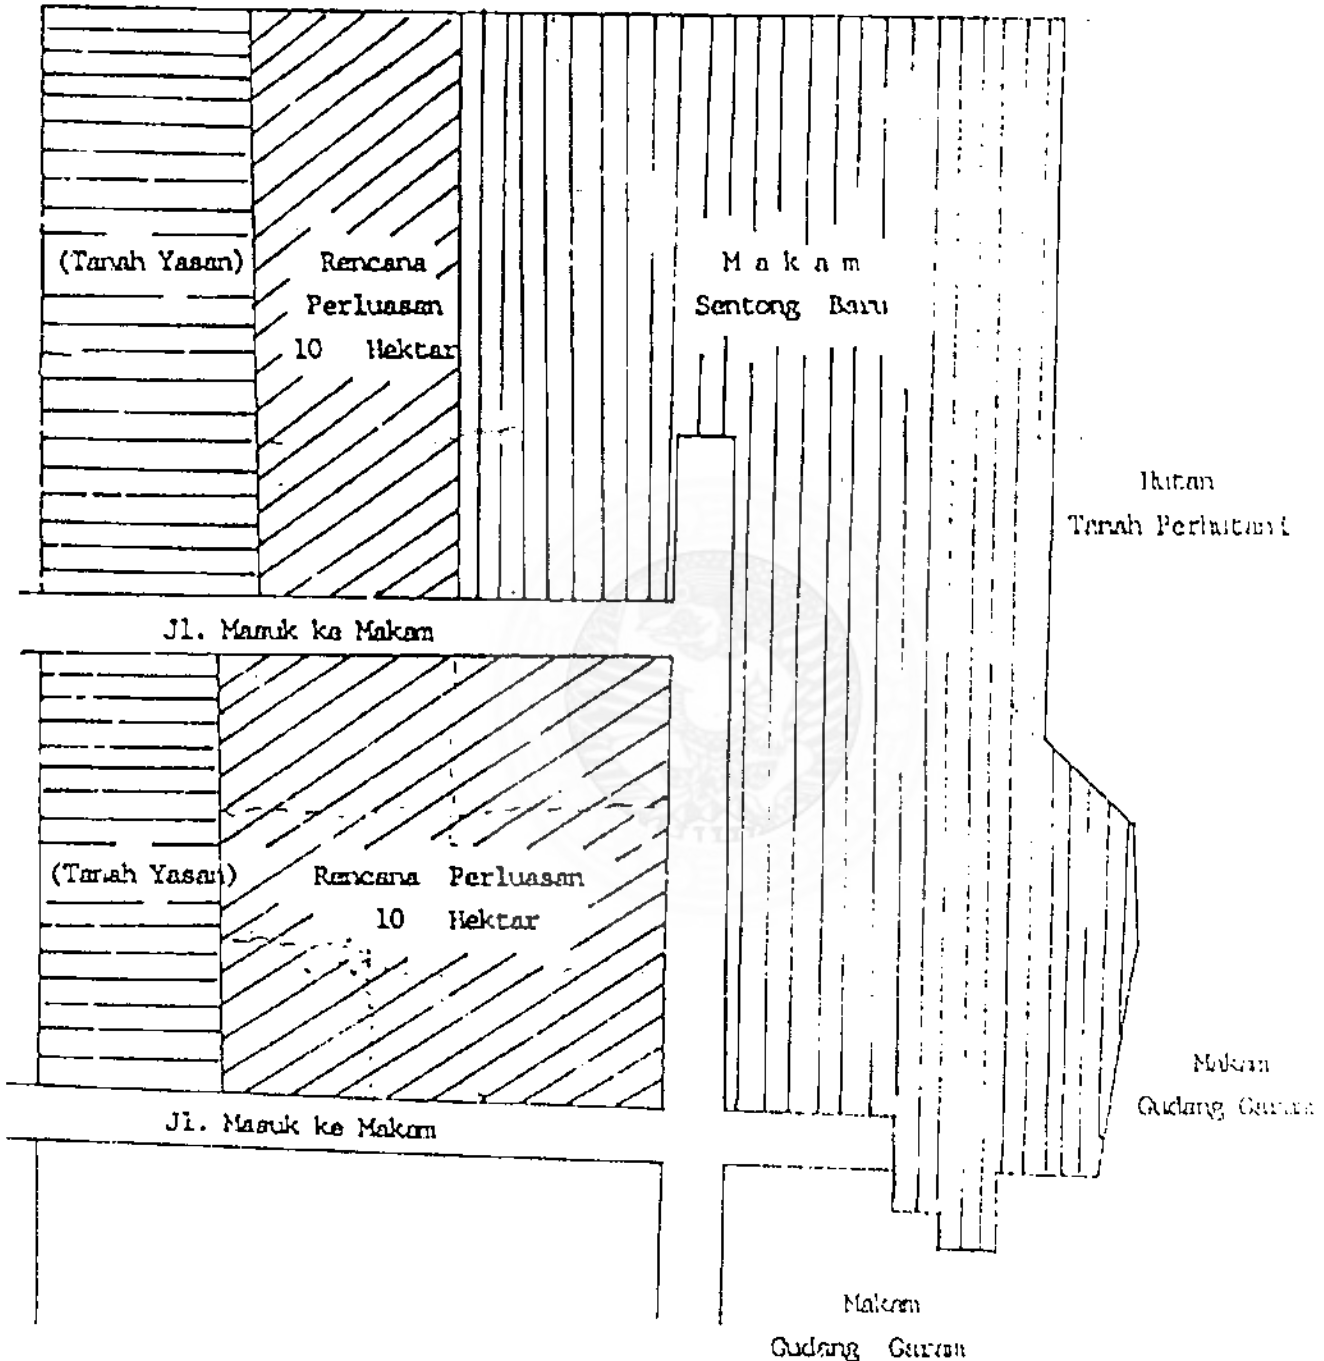 (Tanah Yasan)
Rencana
Perluasan
10 Hektar
M a k a m
Sentong Baru
Hutan
Tanah Perhutani
Jl. Masuk ke Makam
(Tanah Yasan)
Rencana Perluasan
10 Hektar
Makam
Gudang Garam
Jl. Masuk ke Makam
Makam
Gudang Garam